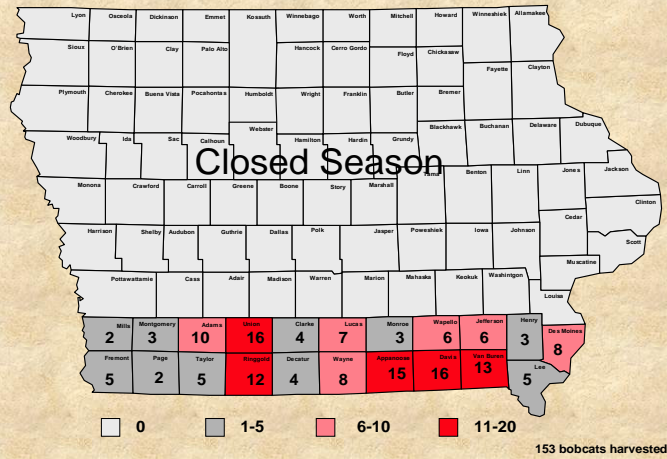 Lyon Osceola Dickinson Emmet Kossuth Winnebago Worth Mitchell Howard Winneshiek Allamakee
Sioux O'Brien Clay Palo Alto Hancock Cerro Gordo Floyd Chickasaw
Fayette Clayton
Plymouth Cherokee Buena Vista Pocahontas Humboldt Wright Franklin Butler Bremer
Webster Blackhawk Buchanan Delaware Dubuque
Woodbury Ida Sac Calhoun Hamilton Hardin Grundy
Closed Season
Tama Benton Linn Jones Jackson
Monona Crawford Carroll Greene Boone Story Marshall
Clinton
Cedar
Harrison Shelby Audubon Guthrie Dallas Polk Jasper Poweshiek Iowa Johnson
Scott
Muscatine
Pottawattamie Cass Adair Madison Warren Marion Mahaska Keokuk Washintgon
Louisa
Mills Montgomery Adams Union Clarke Lucas Monroe Wapello Jefferson Henry Des Moines
2 3 10 16 4 7 3 6 6 3 8
Fremont Page Taylor Ringgold Decatur Wayne Appanoose Davis Van Buren Lee
5 2 5 12 4 8 15 16 13 5
0 1-5 6-10 11-20
153 bobcats harvested